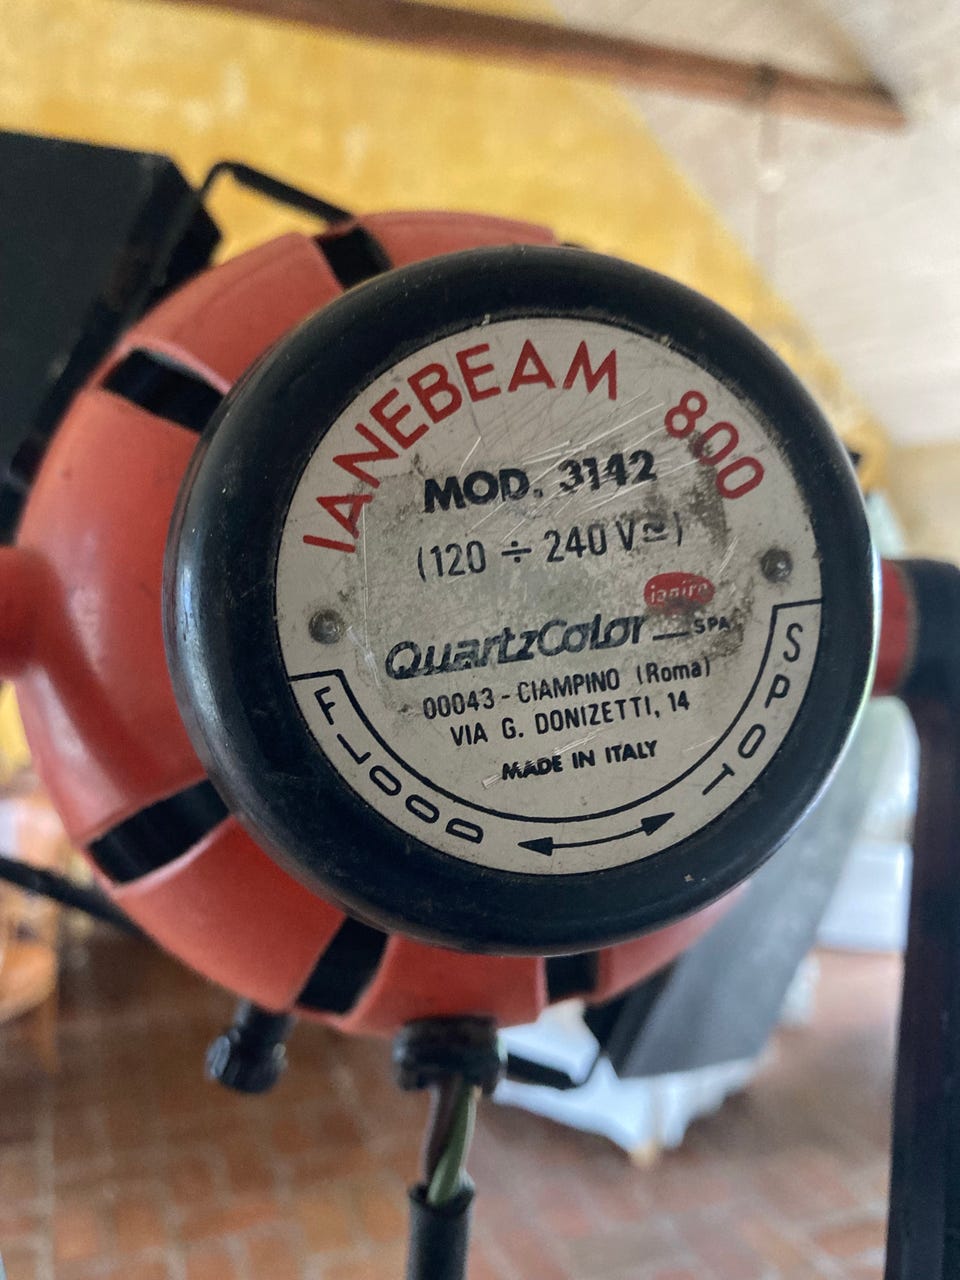 IANEBEAM 800
MOD. 3142
(120 ÷ 240 V≃)
ianiro
QuartzColor SPA
00043 - CIAMPINO (Roma)
VIA G. DONIZETTI, 14
MADE IN ITALY
FLOOD ↔ SPOT